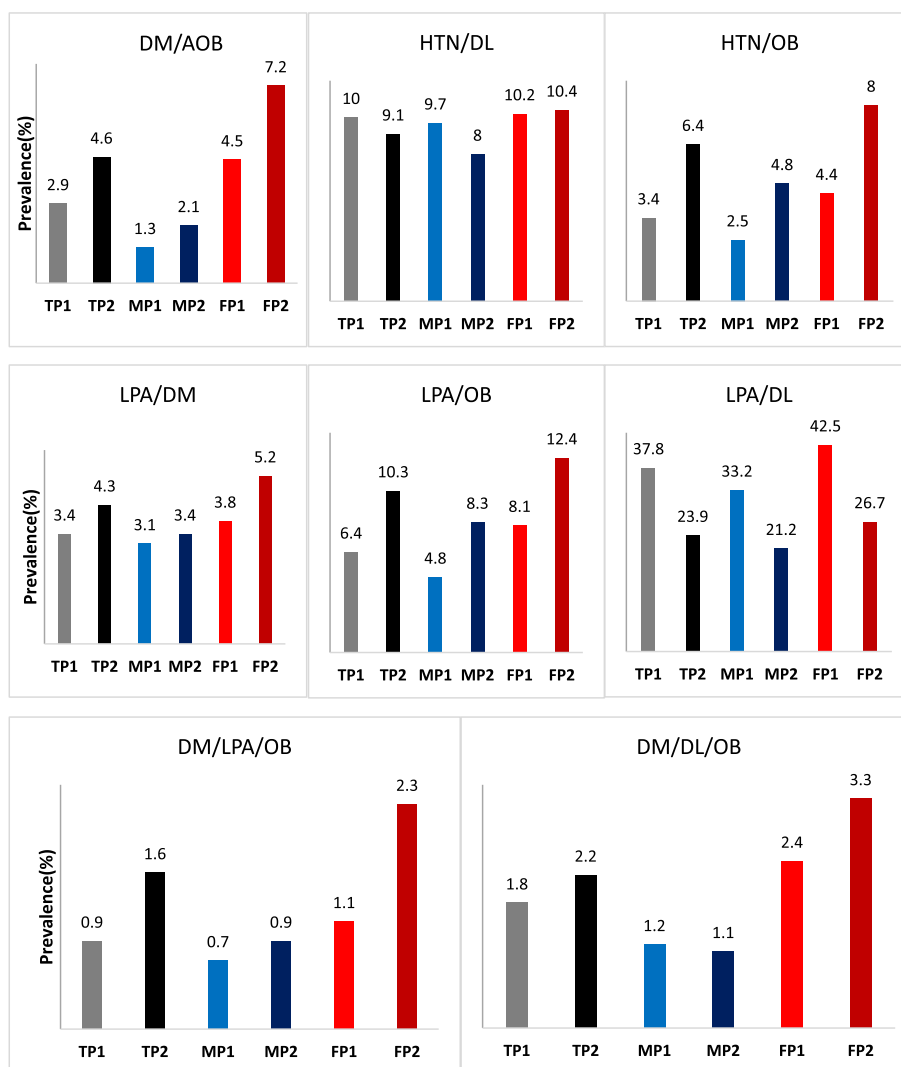 DM/AOB
Prevalence(%)
2.9 4.6 1.3 2.1 4.5 7.2
TP1 TP2 MP1 MP2 FP1 FP2
HTN/DL
10 9.1 9.7 8 10.2 10.4
TP1 TP2 MP1 MP2 FP1 FP2
HTN/OB
3.4 6.4 2.5 4.8 4.4 8
TP1 TP2 MP1 MP2 FP1 FP2
LPA/DM
Prevalence(%)
3.4 4.3 3.1 3.4 3.8 5.2
TP1 TP2 MP1 MP2 FP1 FP2
LPA/OB
6.4 10.3 4.8 8.3 8.1 12.4
TP1 TP2 MP1 MP2 FP1 FP2
LPA/DL
37.8 23.9 33.2 21.2 42.5 26.7
TP1 TP2 MP1 MP2 FP1 FP2
DM/LPA/OB
Prevalence(%)
0.9 1.6 0.7 0.9 1.1 2.3
TP1 TP2 MP1 MP2 FP1 FP2
DM/DL/OB
1.8 2.2 1.2 1.1 2.4 3.3
TP1 TP2 MP1 MP2 FP1 FP2